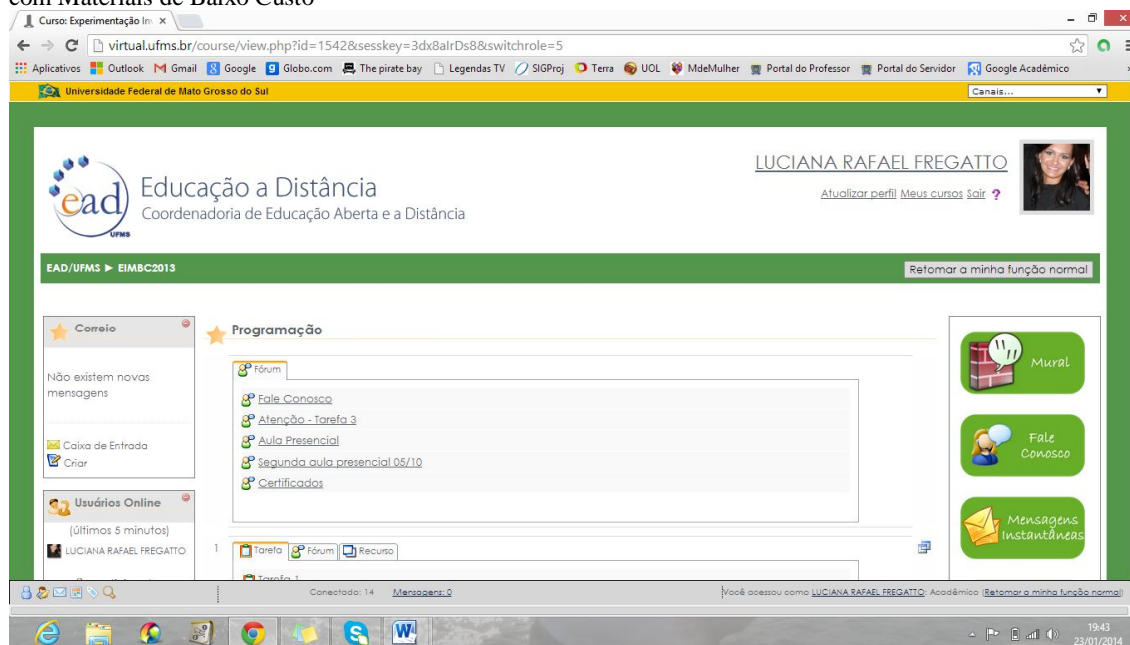 com Materiais de Baixo Custo
Curso: Experimentação In
virtual.ufms.br/course/view.php?id=1542&sesskey=3dx8alrDs8&switchrole=5
Aplicativos Outlook Gmail Google Globo.com The pirate bay Legendas TV SIGProj Terra UOL MdeMulher Portal do Professor Portal do Servidor Google Acadêmico
Universidade Federal de Mato Grosso do Sul
Canais...
ead
UFMS
Educação a Distância
Coordenadoria de Educação Aberta e a Distância
LUCIANA RAFAEL FREGATTO
Atualizar perfil Meus cursos Sair ?
EAD/UFMS ► EIMBC2013
Retomar a minha função normal
Correio
Não existem novas
mensagens
Caixa de Entrada
Criar
Usuários Online
(últimos 5 minutos)
LUCIANA RAFAEL FREGATTO
Programação
Fórum
Fale Conosco
Atenção - Tarefa 3
Aula Presencial
Segunda aula presencial 05/10
Certificados
1
Tarefa Fórum Recurso
Tarefa 1
Mural
Fale
Conosco
Mensagens
Instantâneas
Conectado: 14 Mensagens: 0
Você acessou como LUCIANA RAFAEL FREGATTO: Acadêmico (Retomar a minha função normal)
19:43
23/01/2014